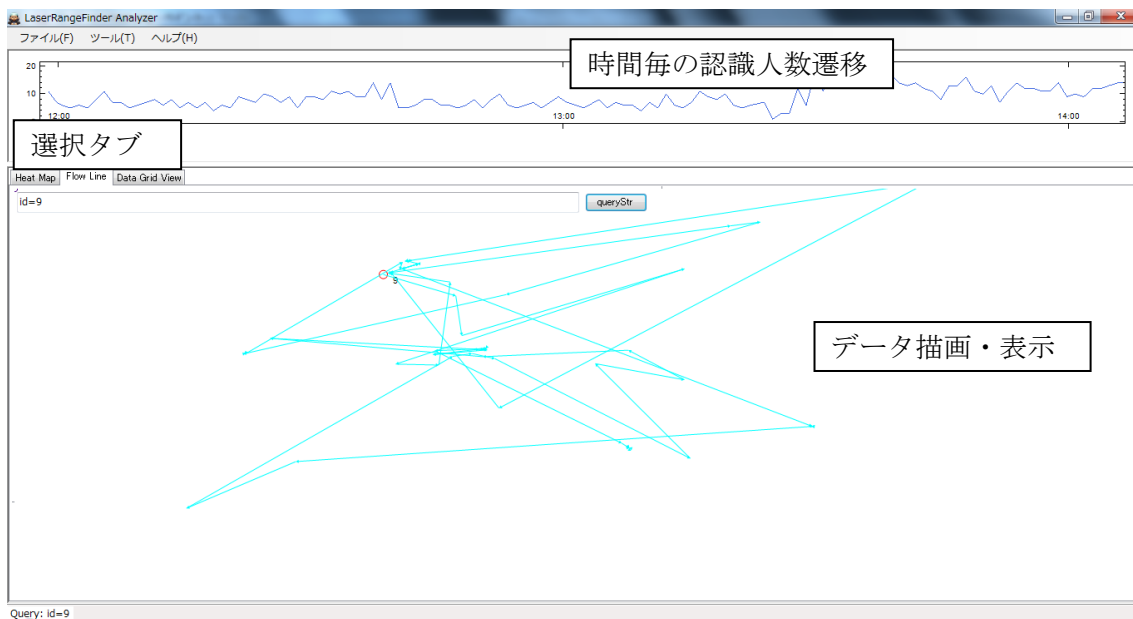 LaserRangeFinder Analyzer
ファイル(F) ツール(T) ヘルプ(H)
時間毎の認識人数遷移
20
10
12:00
13:00
14:00
選択タブ
Heat Map Flow Line Data Grid View
id=9
queryStr
9
データ描画・表示
Query: id=9